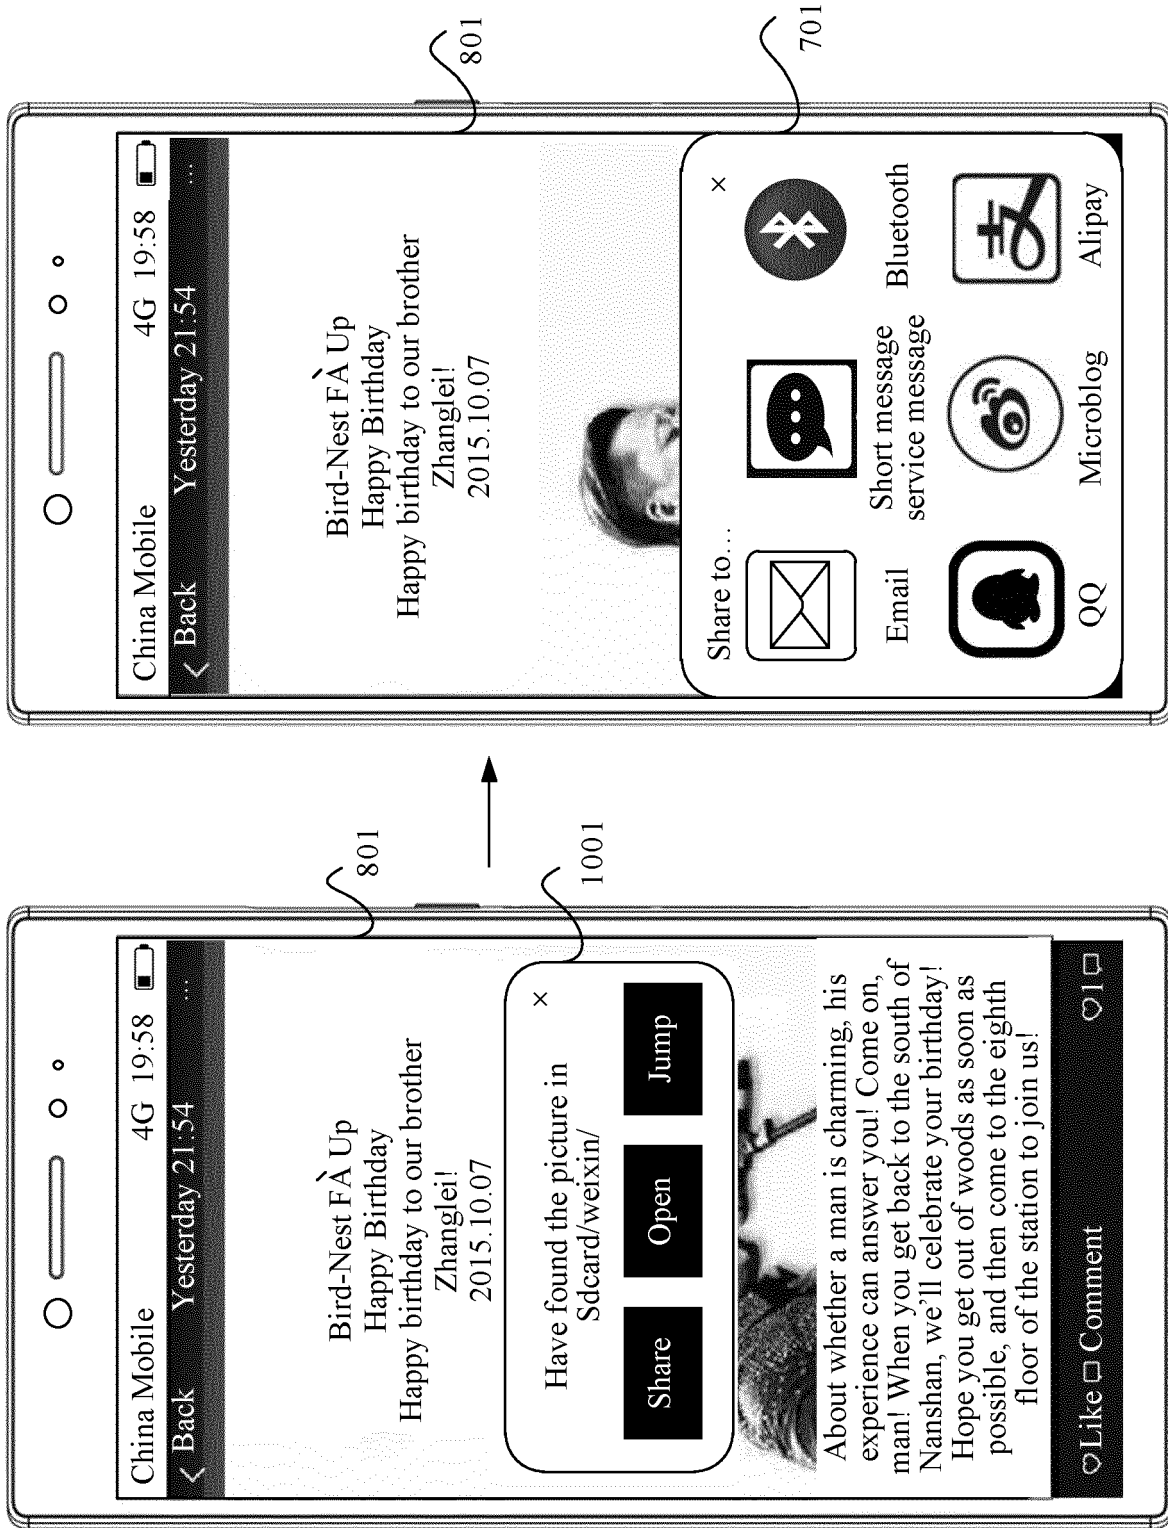 China Mobile 4G 19:58
Back Yesterday 21:54 ...
Bird-Nest FÀ Up
Happy Birthday
Happy birthday to our brother
Zhanglei!
2015.10.07
Have found the picture in
Sdcard/weixin/
×
Share Open Jump
About whether a man is charming, his
experience can answer you! Come on,
man! When you get back to the south of
Nanshan, we’ll celebrate your birthday!
Hope you get out of woods as soon as
possible, and then come to the eighth
floor of the station to join us!
Like Comment 1
801
1001
China Mobile 4G 19:58
Back Yesterday 21:54 ...
Bird-Nest FÀ Up
Happy Birthday
Happy birthday to our brother
Zhanglei!
2015.10.07
Share to... ×
Email
Short message
service message
Bluetooth
QQ
Microblog
支
Alipay
801
701